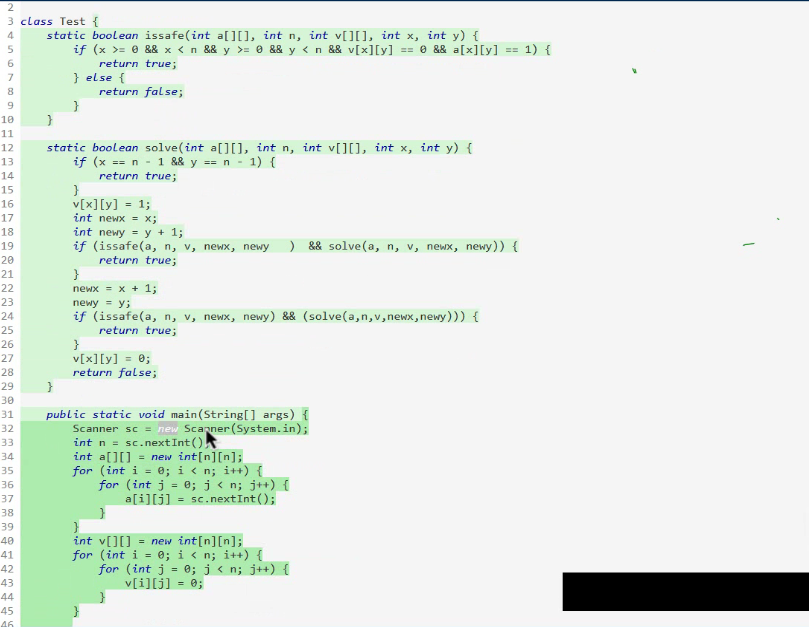 2
3 class Test {
4     static boolean issafe(int a[][], int n, int v[][], int x, int y) {
5         if (x >= 0 && x < n && y >= 0 && y < n && v[x][y] == 0 && a[x][y] == 1) {
6             return true;
7         } else {
8             return false;
9         }
10     }
11
12     static boolean solve(int a[][], int n, int v[][], int x, int y) {
13         if (x == n - 1 && y == n - 1) {
14             return true;
15         }
16         v[x][y] = 1;
17         int newx = x;
18         int newy = y + 1;
19         if (issafe(a, n, v, newx, newy   )  && solve(a, n, v, newx, newy)) {
20             return true;
21         }
22         newx = x + 1;
23         newy = y;
24         if (issafe(a, n, v, newx, newy) && (solve(a,n,v,newx,newy))) {
25             return true;
26         }
27         v[x][y] = 0;
28         return false;
29     }
30
31     public static void main(String[] args) {
32         Scanner sc = new Scanner(System.in);
33         int n = sc.nextInt();
34         int a[][] = new int[n][n];
35         for (int i = 0; i < n; i++) {
36             for (int j = 0; j < n; j++) {
37                 a[i][j] = sc.nextInt();
38             }
39         }
40         int v[][] = new int[n][n];
41         for (int i = 0; i < n; i++) {
42             for (int j = 0; j < n; j++) {
43                 v[i][j] = 0;
44             }
45         }
46